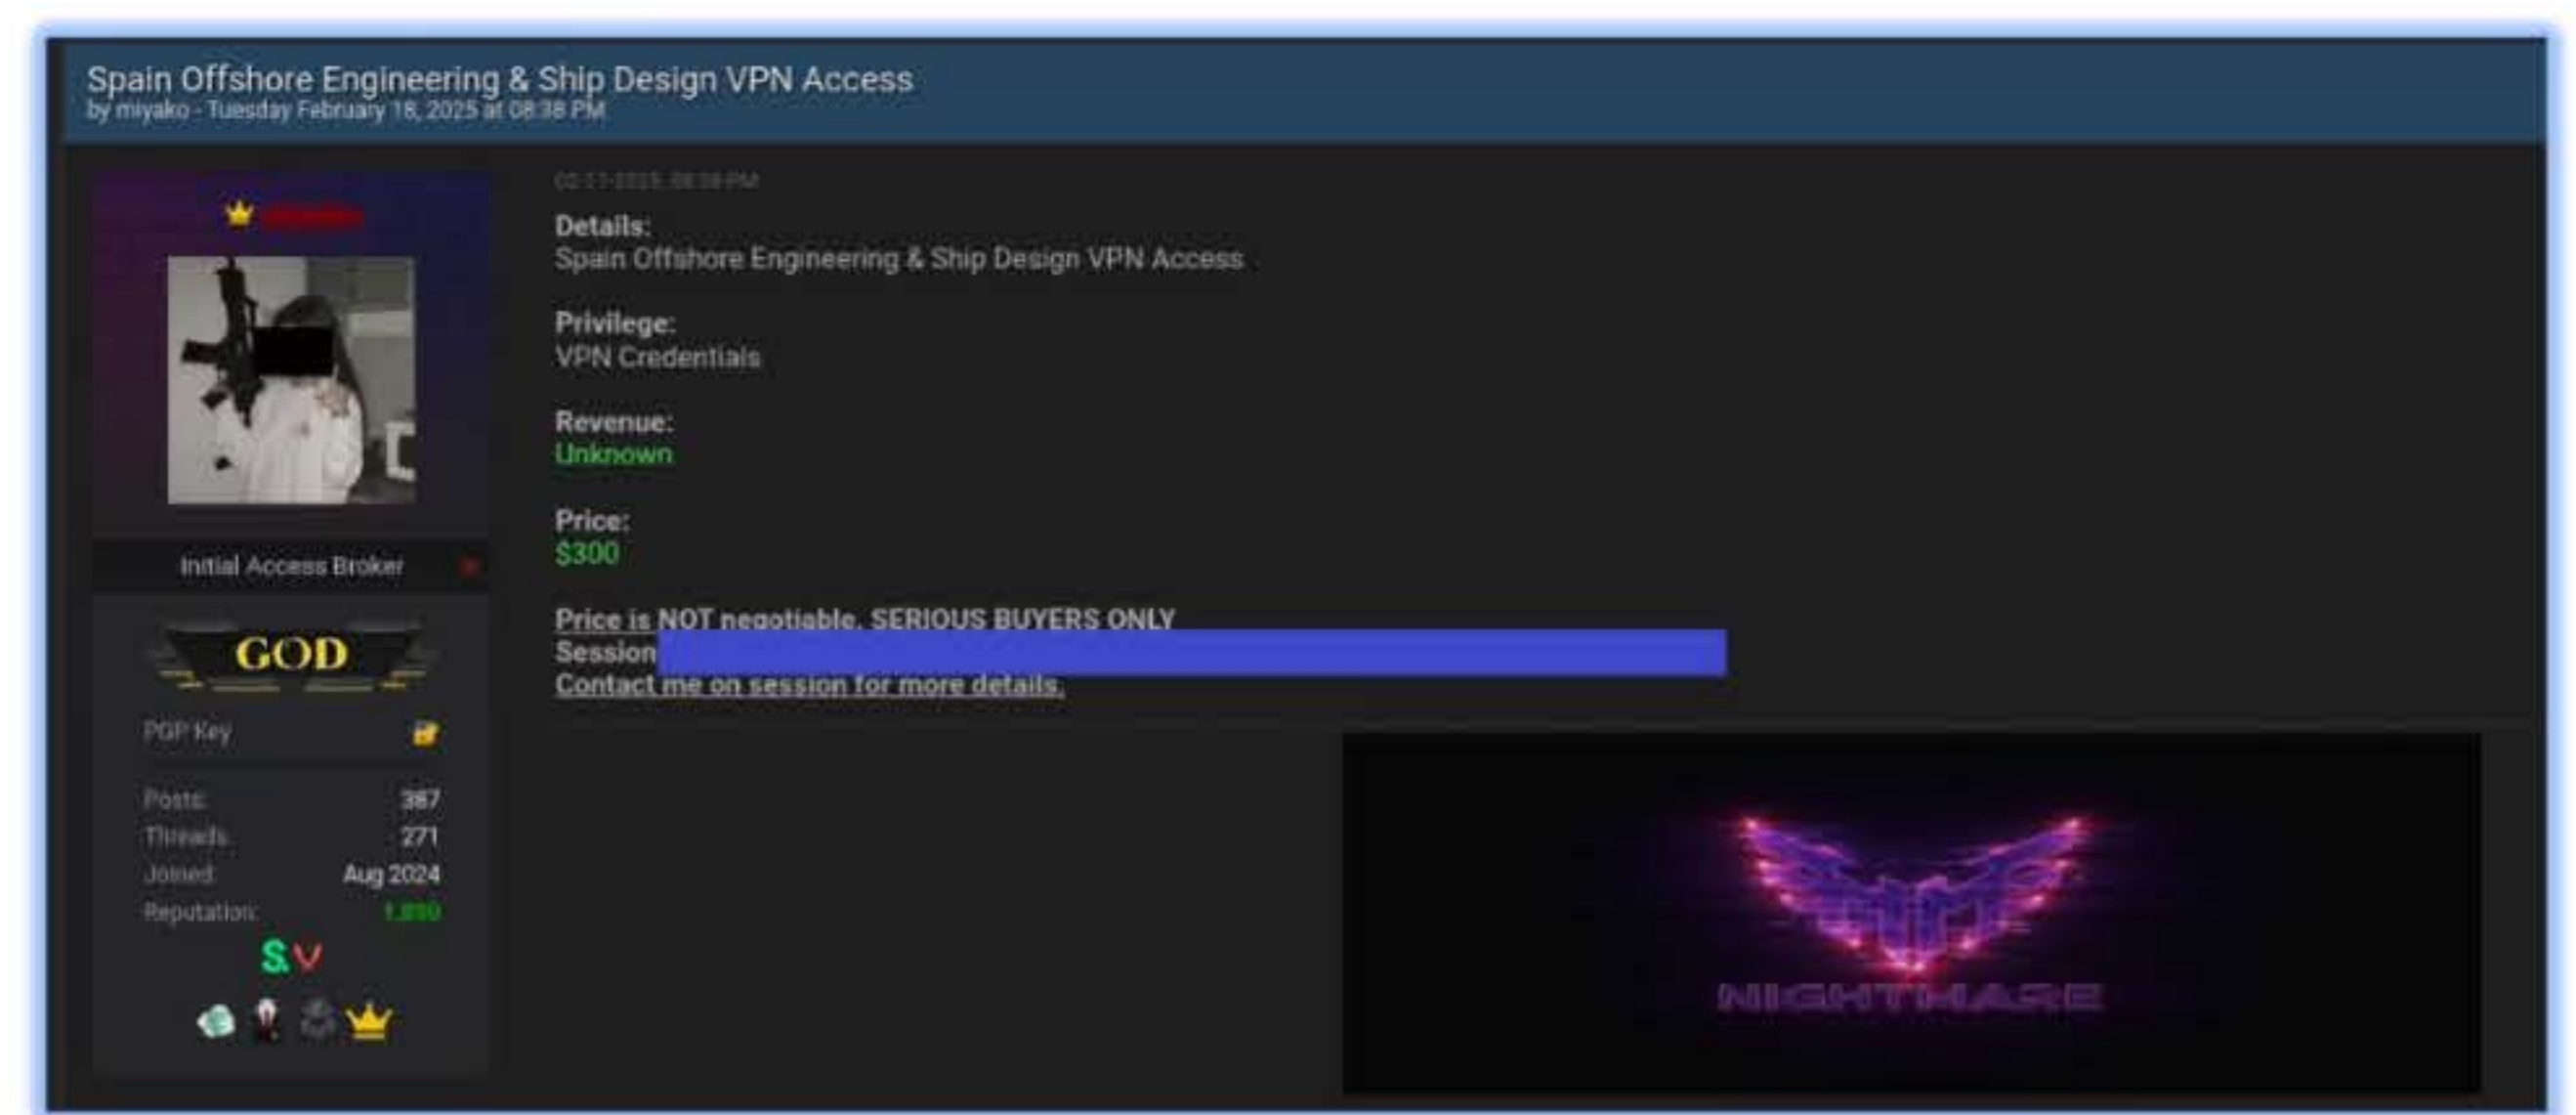 Spain Offshore Engineering & Ship Design VPN Access
by miyako - Tuesday February 18, 2025 at 08:38 PM
Details:
Spain Offshore Engineering & Ship Design VPN Access
Privilege:
VPN Credentials
Revenue:
Unknown
Price:
$300
Price is NOT negotiable. SERIOUS BUYERS ONLY
Session
Contact me on session for more details.
Initial Access Broker
GOD
PGP Key
Posts: 387
Threads: 271
Joined: Aug 2024
Reputation:
NIGHTMARE